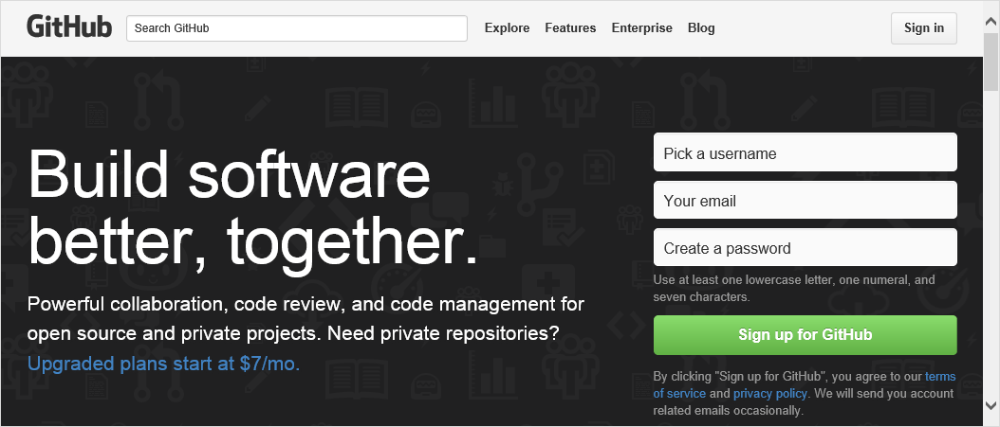 GitHub
Search GitHub
Explore
Features
Enterprise
Blog
Sign in
Build software
better, together.
Powerful collaboration, code review, and code management for
open source and private projects. Need private repositories?
Upgraded plans start at $7/mo.
Pick a username
Your email
Create a password
Use at least one lowercase letter, one numeral, and
seven characters.
Sign up for GitHub
By clicking "Sign up for GitHub", you agree to our terms
of service and privacy policy. We will send you account
related emails occasionally.